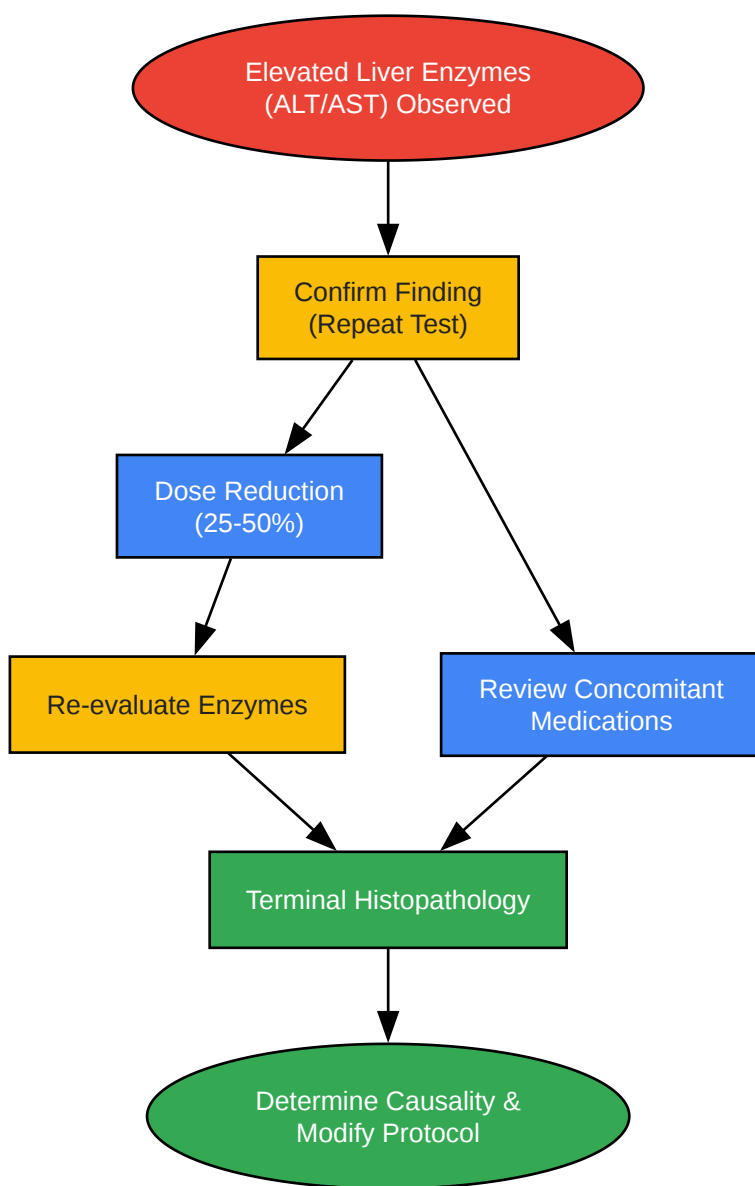 Elevated Liver Enzymes
(ALT/AST) Observed
Confirm Finding
(Repeat Test)
Dose Reduction
(25-50%)
Re-evaluate Enzymes
Review Concomitant
Medications
Terminal Histopathology
Determine Causality &
Modify Protocol